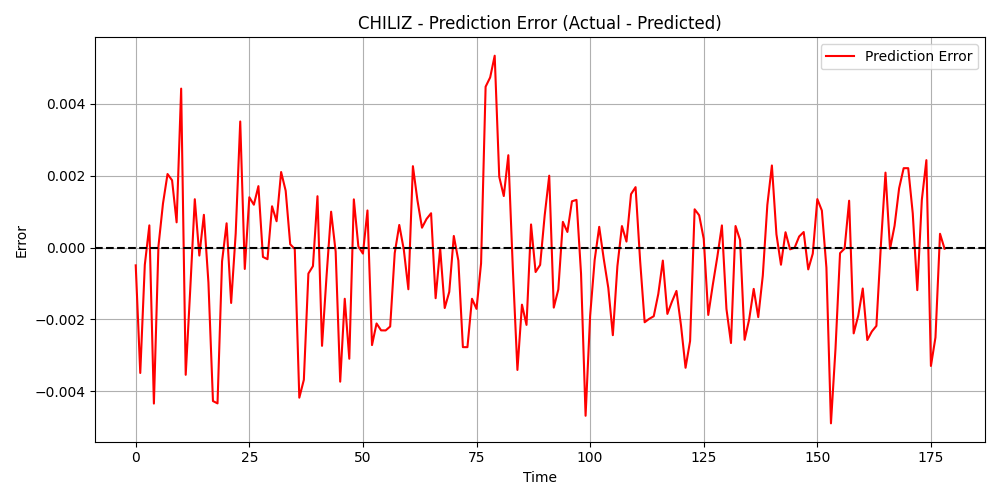 CHILIZ - Prediction Error (Actual - Predicted)
Prediction Error
Error
0.004
0.002
0.000
−0.002
−0.004
0 25 50 75 100 125 150 175
Time